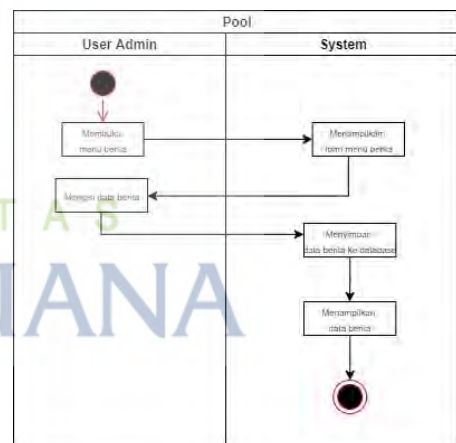 Pool
User Admin
System
Membuka
menu berita
Menampilkan
form menu berita
Mengisi data berita
Menyimpan
data berita ke database
Menampilkan
data berita
T A S
IANA